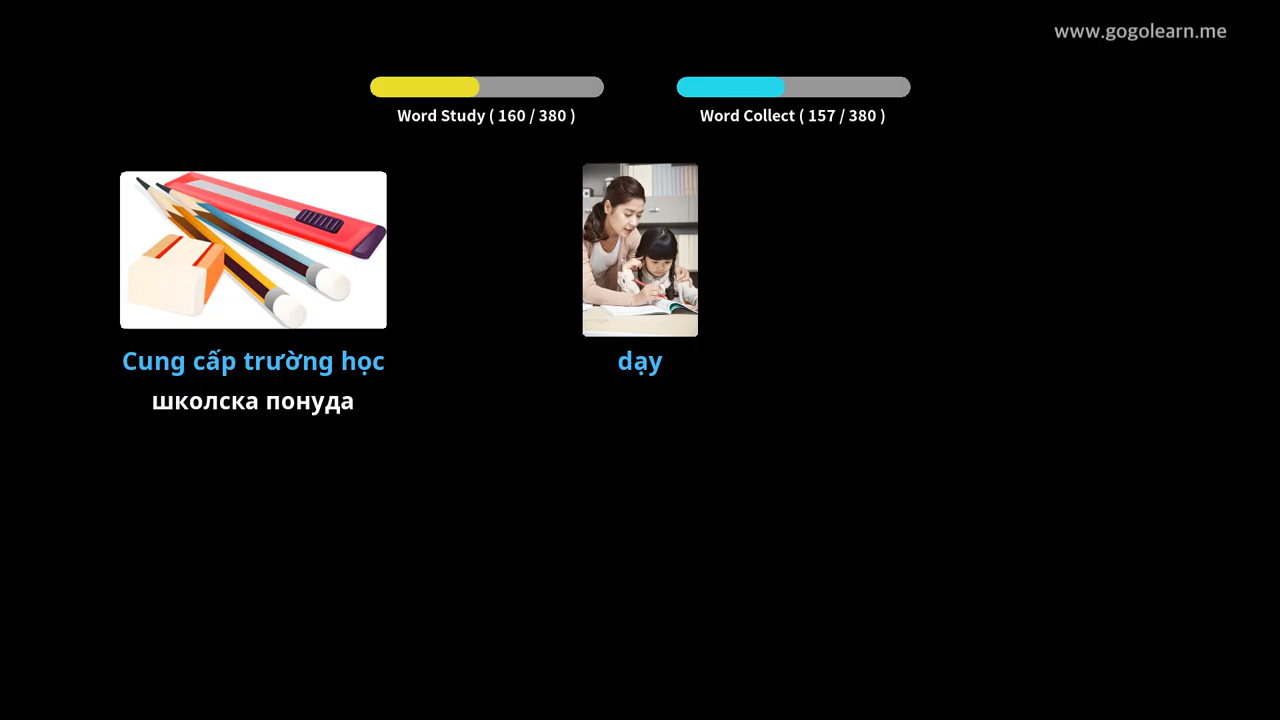 www.gogolearn.me
Word Study ( 160 / 380 )
Word Collect ( 157 / 380 )
Cung cấp trường học
школска понуда
dạy